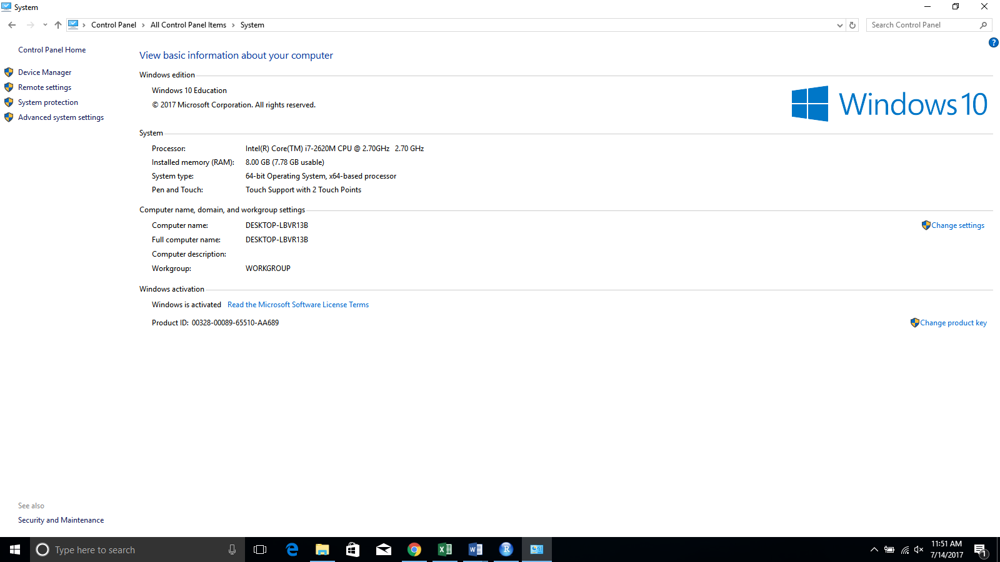 System
Control Panel > All Control Panel Items > System
Search Control Panel
Control Panel Home
Device Manager
Remote settings
System protection
Advanced system settings
View basic information about your computer
Windows edition
Windows 10 Education
© 2017 Microsoft Corporation. All rights reserved.
Windows 10
System
Processor: Intel(R) Core(TM) i7-2620M CPU @ 2.70GHz 2.70 GHz
Installed memory (RAM): 8.00 GB (7.78 GB usable)
System type: 64-bit Operating System, x64-based processor
Pen and Touch: Touch Support with 2 Touch Points
Computer name, domain, and workgroup settings
Computer name: DESKTOP-LBVR13B
Change settings
Full computer name: DESKTOP-LBVR13B
Computer description:
Workgroup: WORKGROUP
Windows activation
Windows is activated Read the Microsoft Software License Terms
Product ID: 00328-00089-65510-AA689
Change product key
See also
Security and Maintenance
Type here to search
11:51 AM
7/14/2017
1